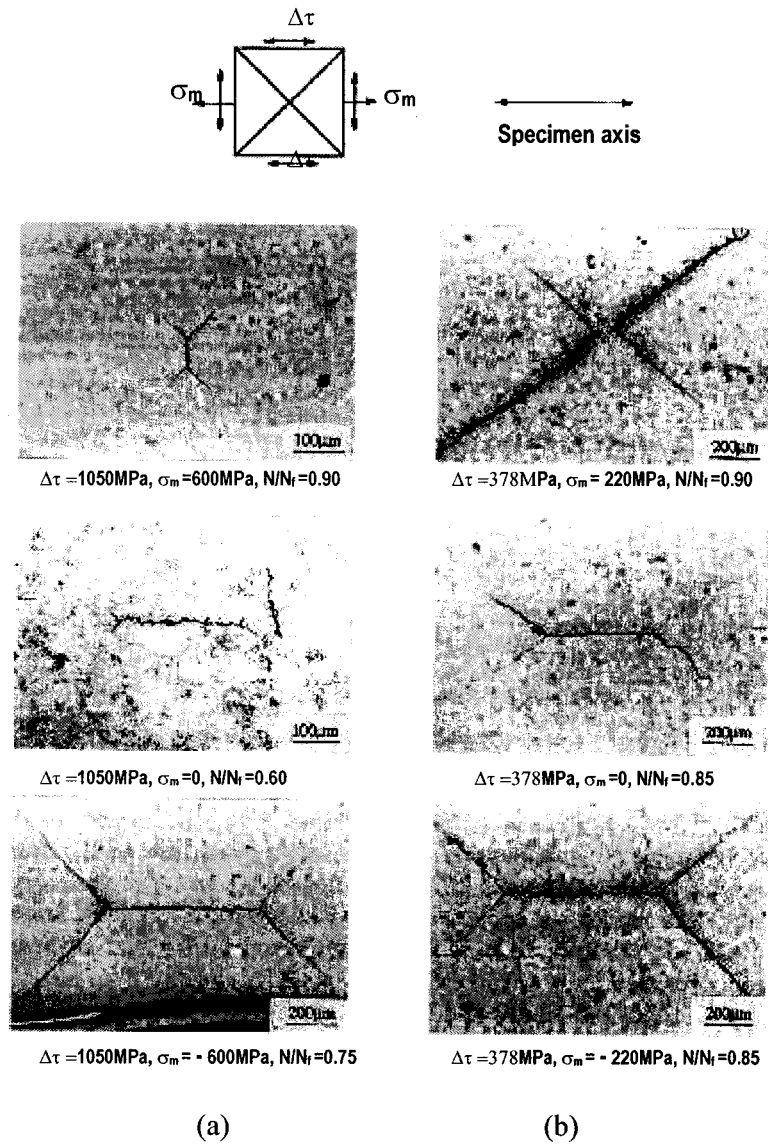 Δτ
σm σm
Δ
Specimen axis
100μm 200μm
Δτ =1050MPa, σm=600MPa, N/Nf=0.90 Δτ =378MPa, σm= 220MPa, N/Nf=0.90
100μm 200μm
Δτ =1050MPa, σm=0, N/Nf=0.60 Δτ =378MPa, σm=0, N/Nf=0.85
200μm 200μm
Δτ =1050MPa, σm= - 600MPa, N/Nf=0.75 Δτ =378MPa, σm= - 220MPa, N/Nf=0.85
(a) (b)